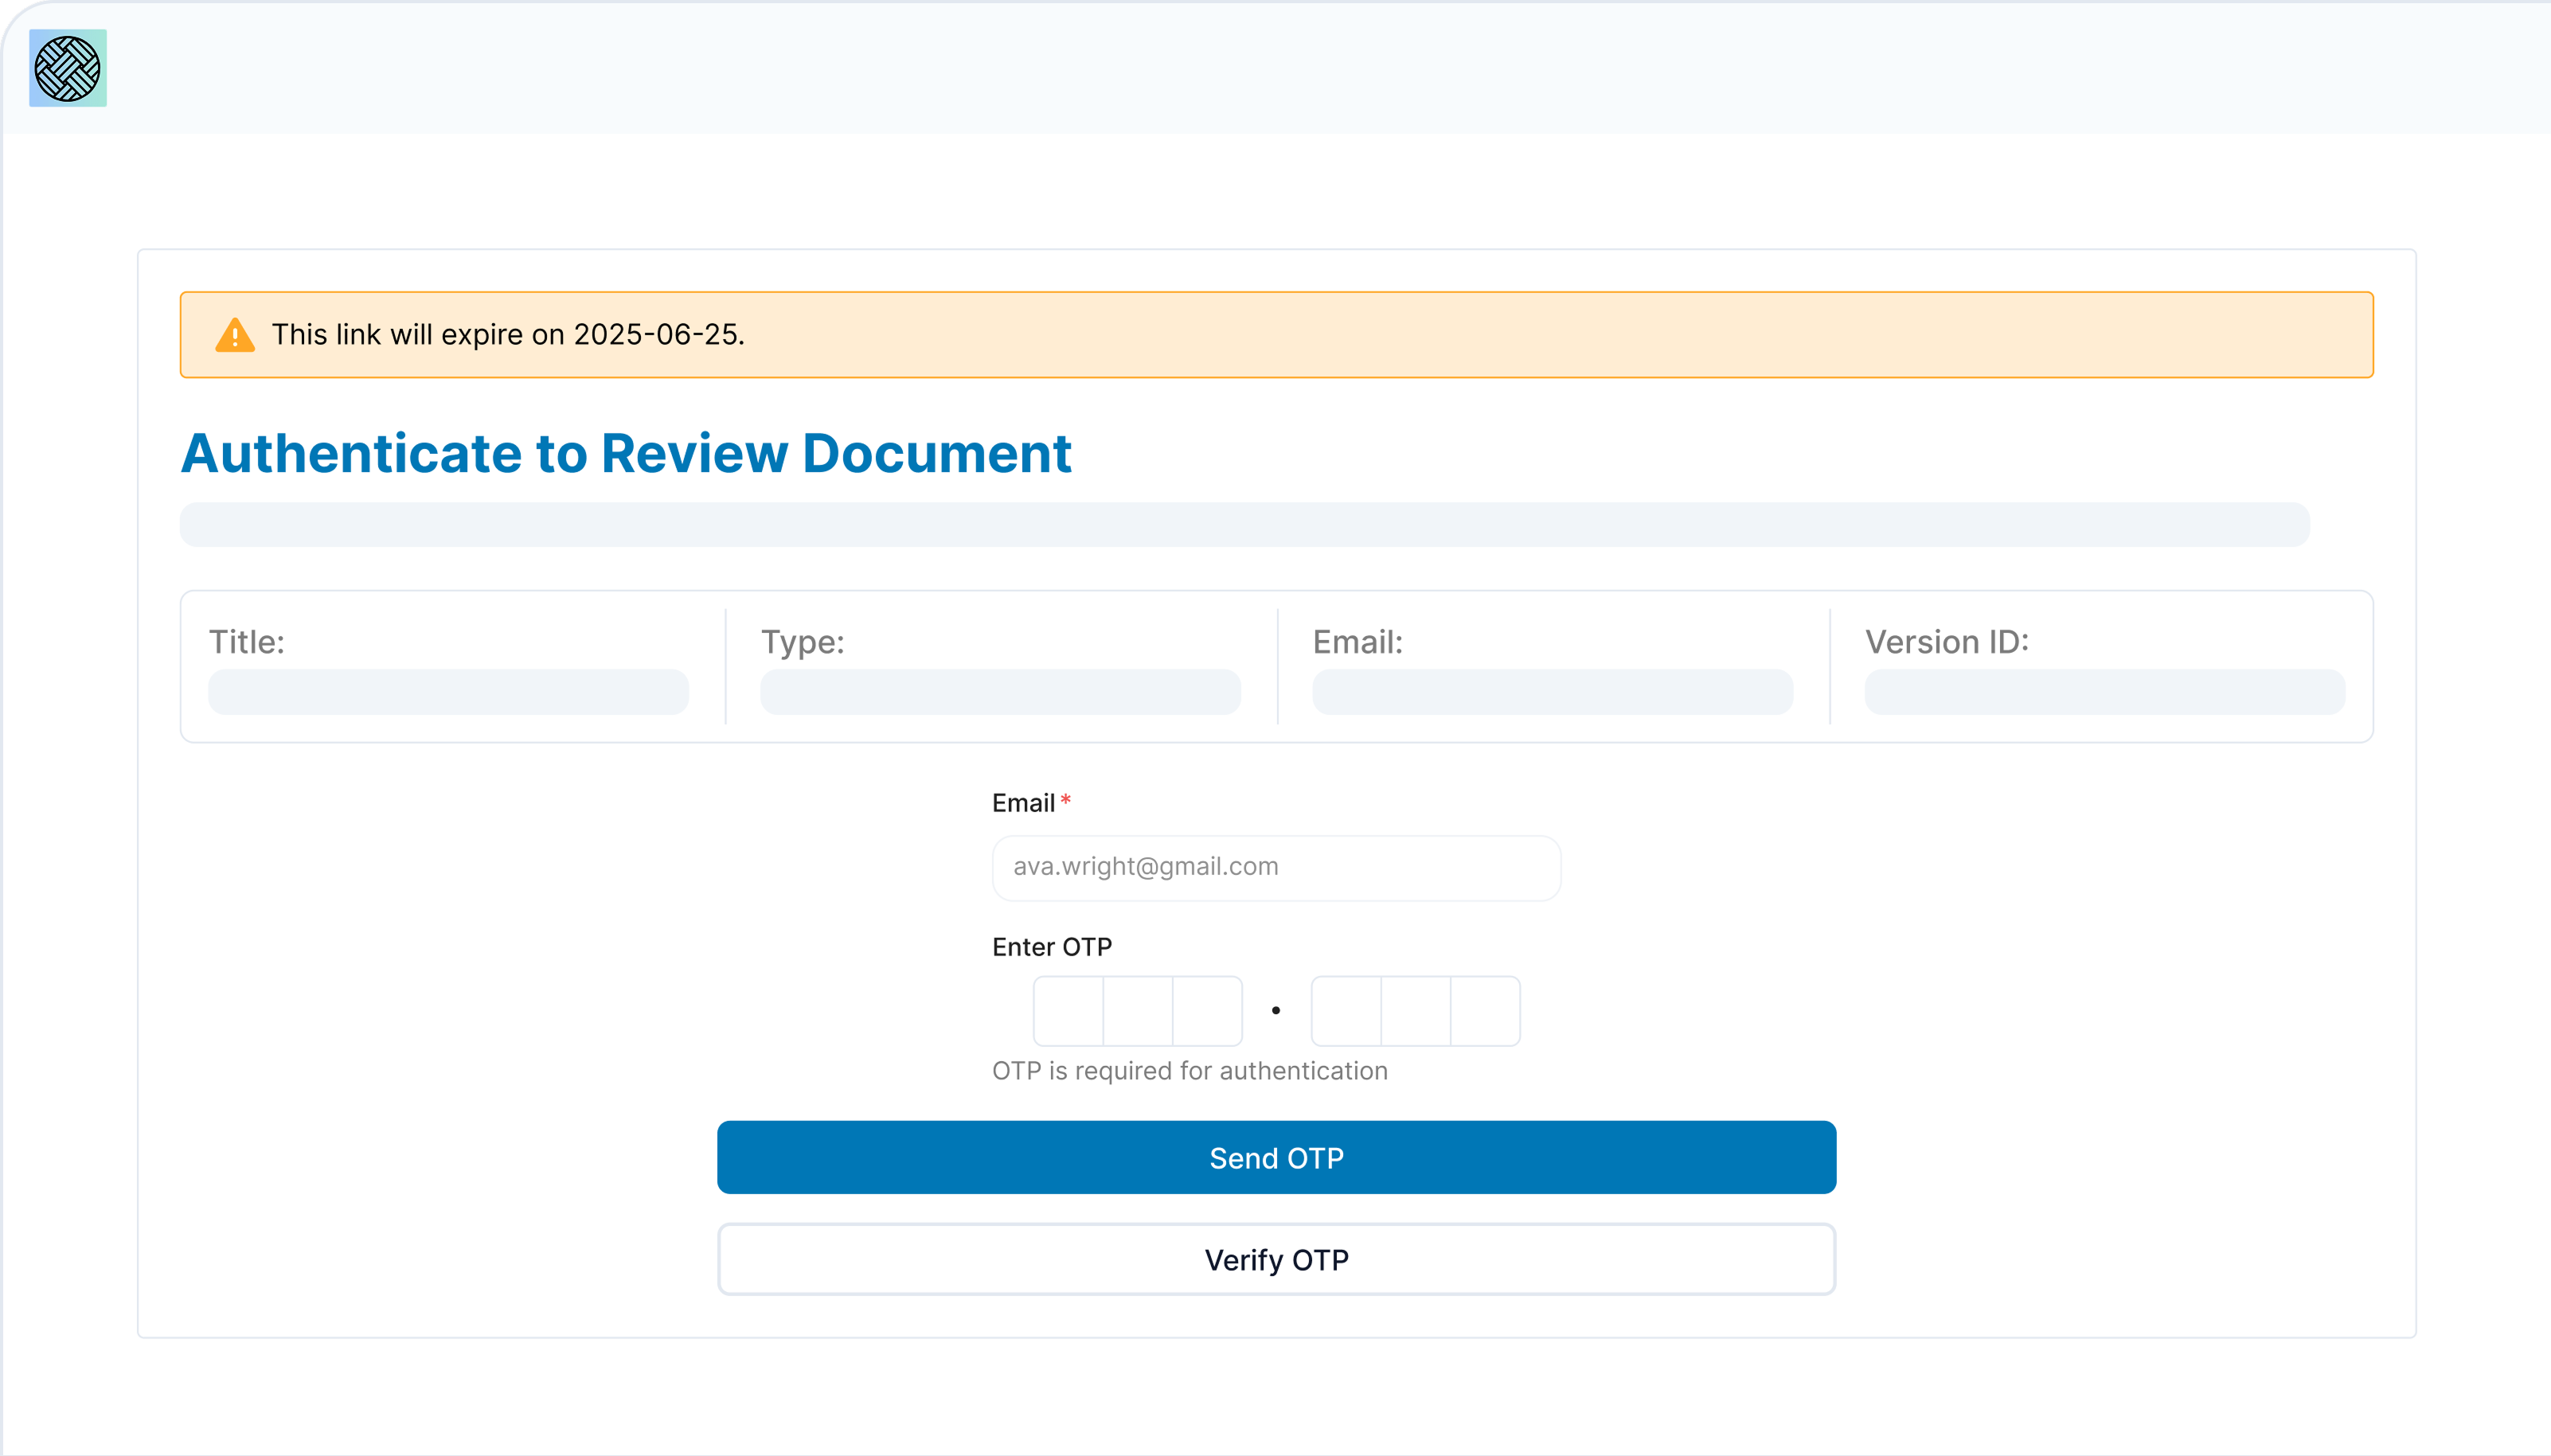 This link will expire on 2025-06-25.
Authenticate to Review Document
Title: Type: Email: Version ID:
Email*
ava.wright@gmail.com
Enter OTP
OTP is required for authentication
Send OTP
Verify OTP